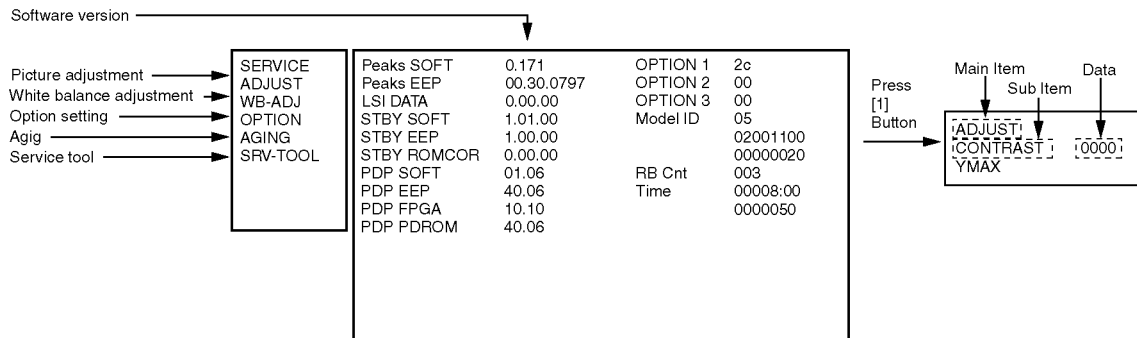 Software version
Picture adjustment
White balance adjustment
Option setting
Agig
Service tool
SERVICE
ADJUST
WB-ADJ
OPTION
AGING
SRV-TOOL
Peaks SOFT 0.171 OPTION 1 2c
Peaks EEP 00.30.0797 OPTION 2 00
LSI DATA 0.00.00 OPTION 3 00
STBY SOFT 1.01.00 Model ID 05
STBY EEP 1.00.00 02001100
STBY ROMCOR 0.00.00 00000020
PDP SOFT 01.06 RB Cnt 003
PDP EEP 40.06 Time 00008:00
PDP FPGA 10.10 0000050
PDP PDROM 40.06
Press
[1]
Button
Main Item
Sub Item
Data
ADJUST
CONTRAST 0000
YMAX